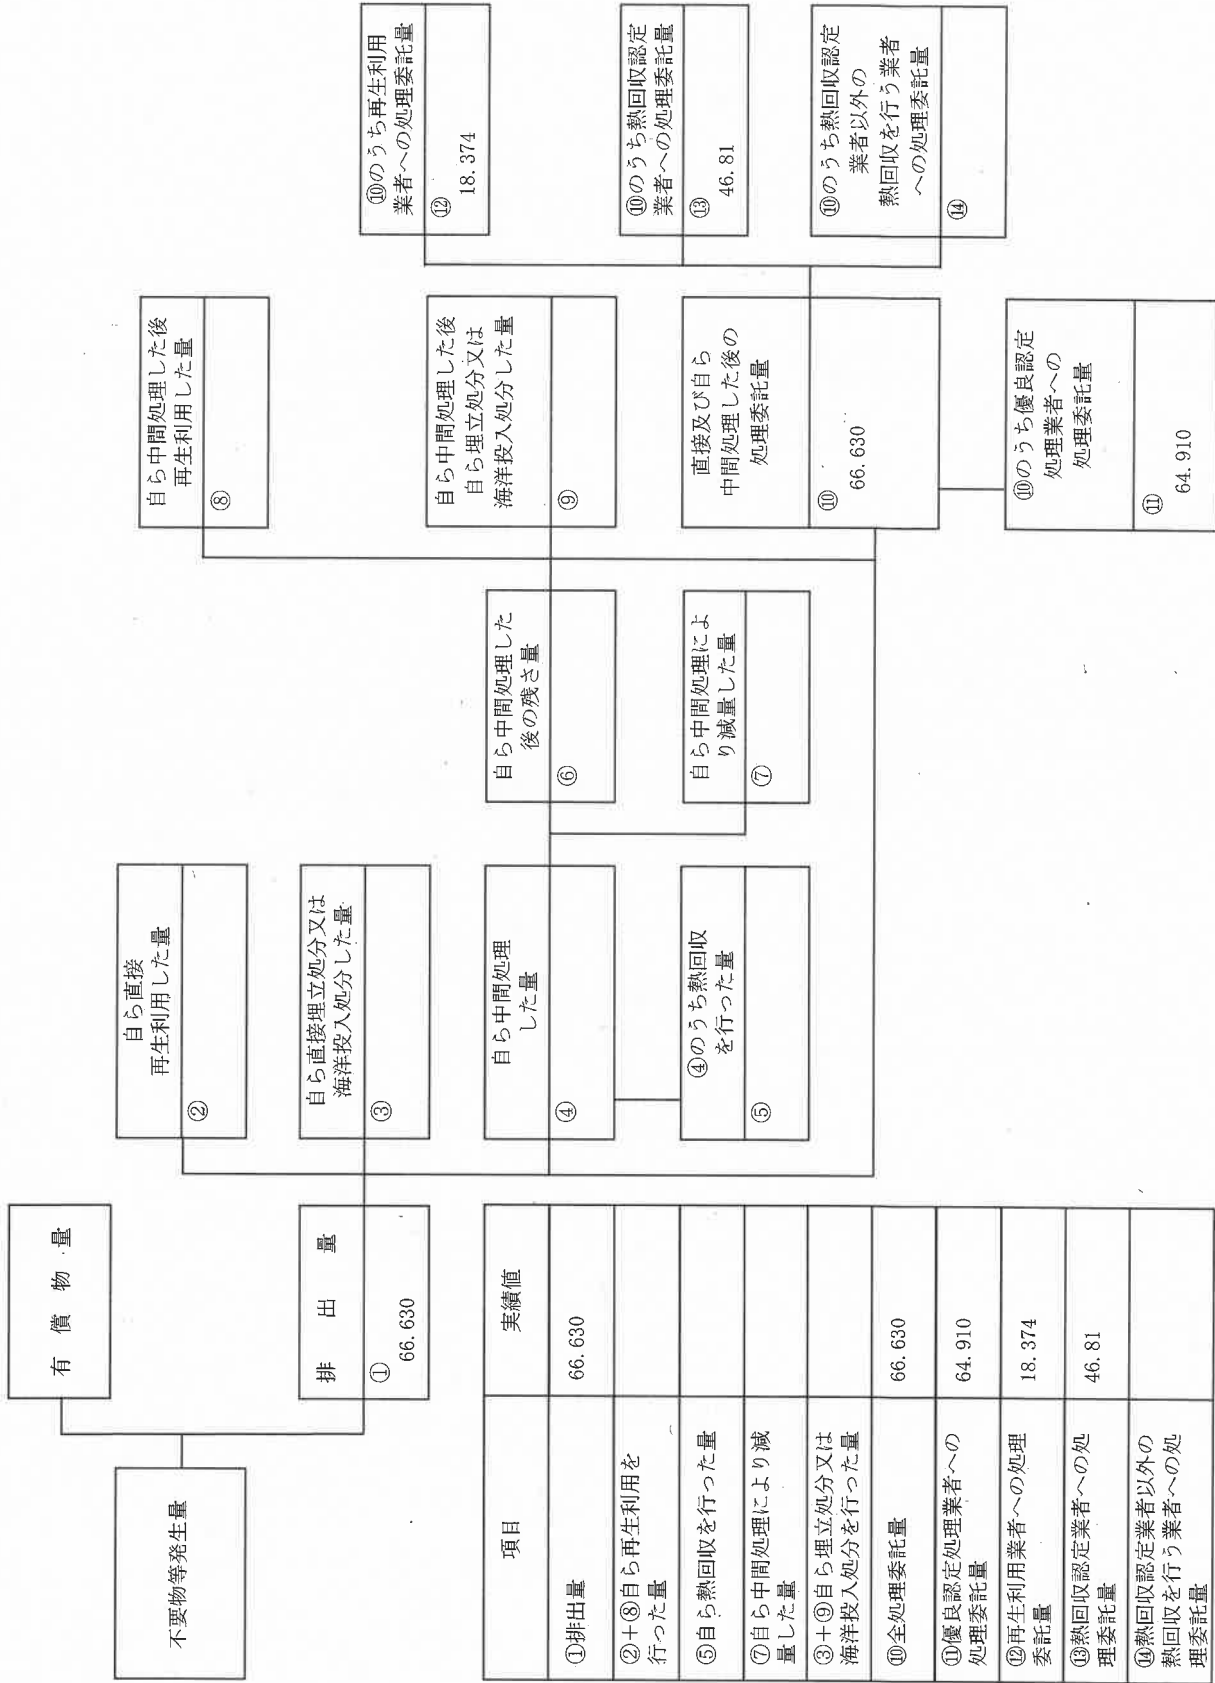 不要物等発生量
有償物量
排出量
①
66.630
自ら直接
再生利用した量
②
自ら直接埋立処分又は
海洋投入処分した量
③
自ら中間処理
した量
④
④のうち熱回収
を行った量
⑤
自ら中間処理した
後の残さ量
⑥
自ら中間処理によ
り減量した量
⑦
自ら中間処理した後
再生利用した量
⑧
自ら中間処理した後
自ら埋立処分又は
海洋投入処分した量
⑨
直接及び自ら
中間処理した後の
処理委託量
⑩
66.630
⑩のうち優良認定
処理業者への
処理委託量
⑪
64.910
⑩のうち再生利用
業者への処理委託量
⑫
18.374
⑩のうち熱回収認定
業者への処理委託量
⑬
46.81
⑩のうち熱回収認定
業者以外の
熱回収を行う業者
への処理委託量
⑭
項目 実績値
①排出量 66.630
②+⑧自ら再生利用を
行った量
⑤自ら熱回収を行った量
⑦自ら中間処理により減
量した量
③+⑨自ら埋立処分又は
海洋投入処分を行った量
⑩全処理委託量 66.630
⑪優良認定処理業者への
処理委託量 64.910
⑫再生利用業者への処理
委託量 18.374
⑬熱回収認定業者への処
理委託量 46.81
⑭熱回収認定業者以外の
熱回収を行う業者への処
理委託量